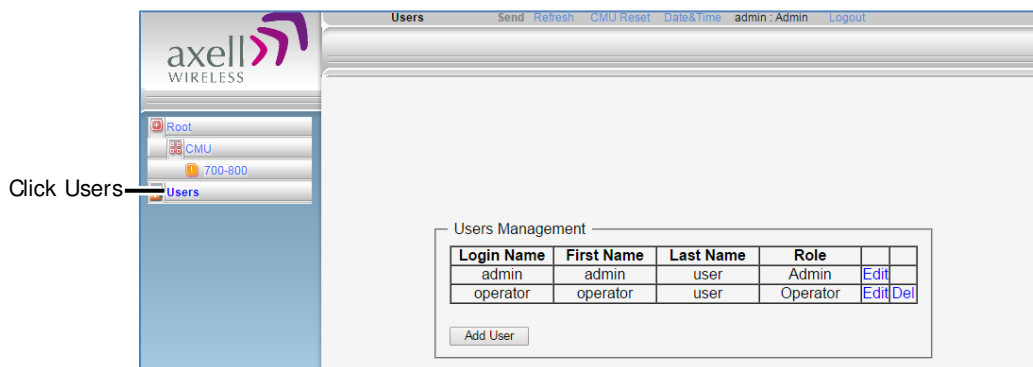 Users Send Refresh CMU Reset Date&Time admin : Admin Logout
axell
WIRELESS
Root
CMU
700-800
Click Users
Users
Users Management
Login Name First Name Last Name Role
admin admin user Admin Edit
operator operator user Operator Edit Del
Add User